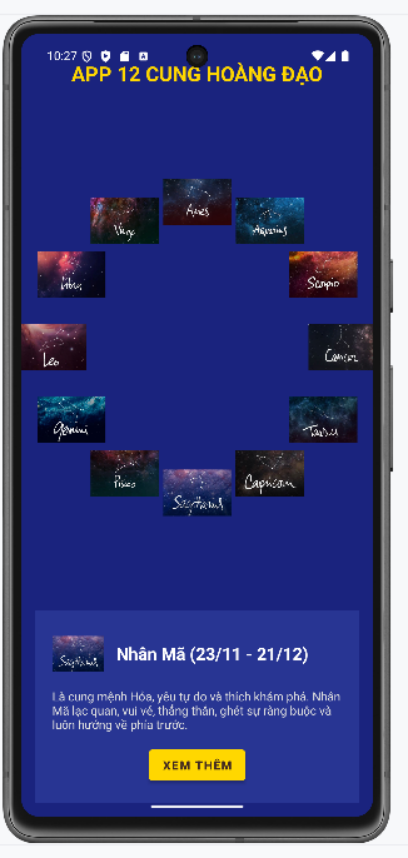 10:27
APP 12 CUNG HOÀNG ĐẠO
Aries
Virgo
Aquarius
Libra
Scorpio
Leo
Cancer
Gemini
Taurus
Pisces
Capricorn
Sagittarius
Sagittarius
Nhân Mã (23/11 - 21/12)
Là cung mệnh Hỏa, yêu tự do và thích khám phá. Nhân
Mã lạc quan, vui vẻ, thẳng thắn, ghét sự ràng buộc và
luôn hướng về phía trước.
XEM THÊM